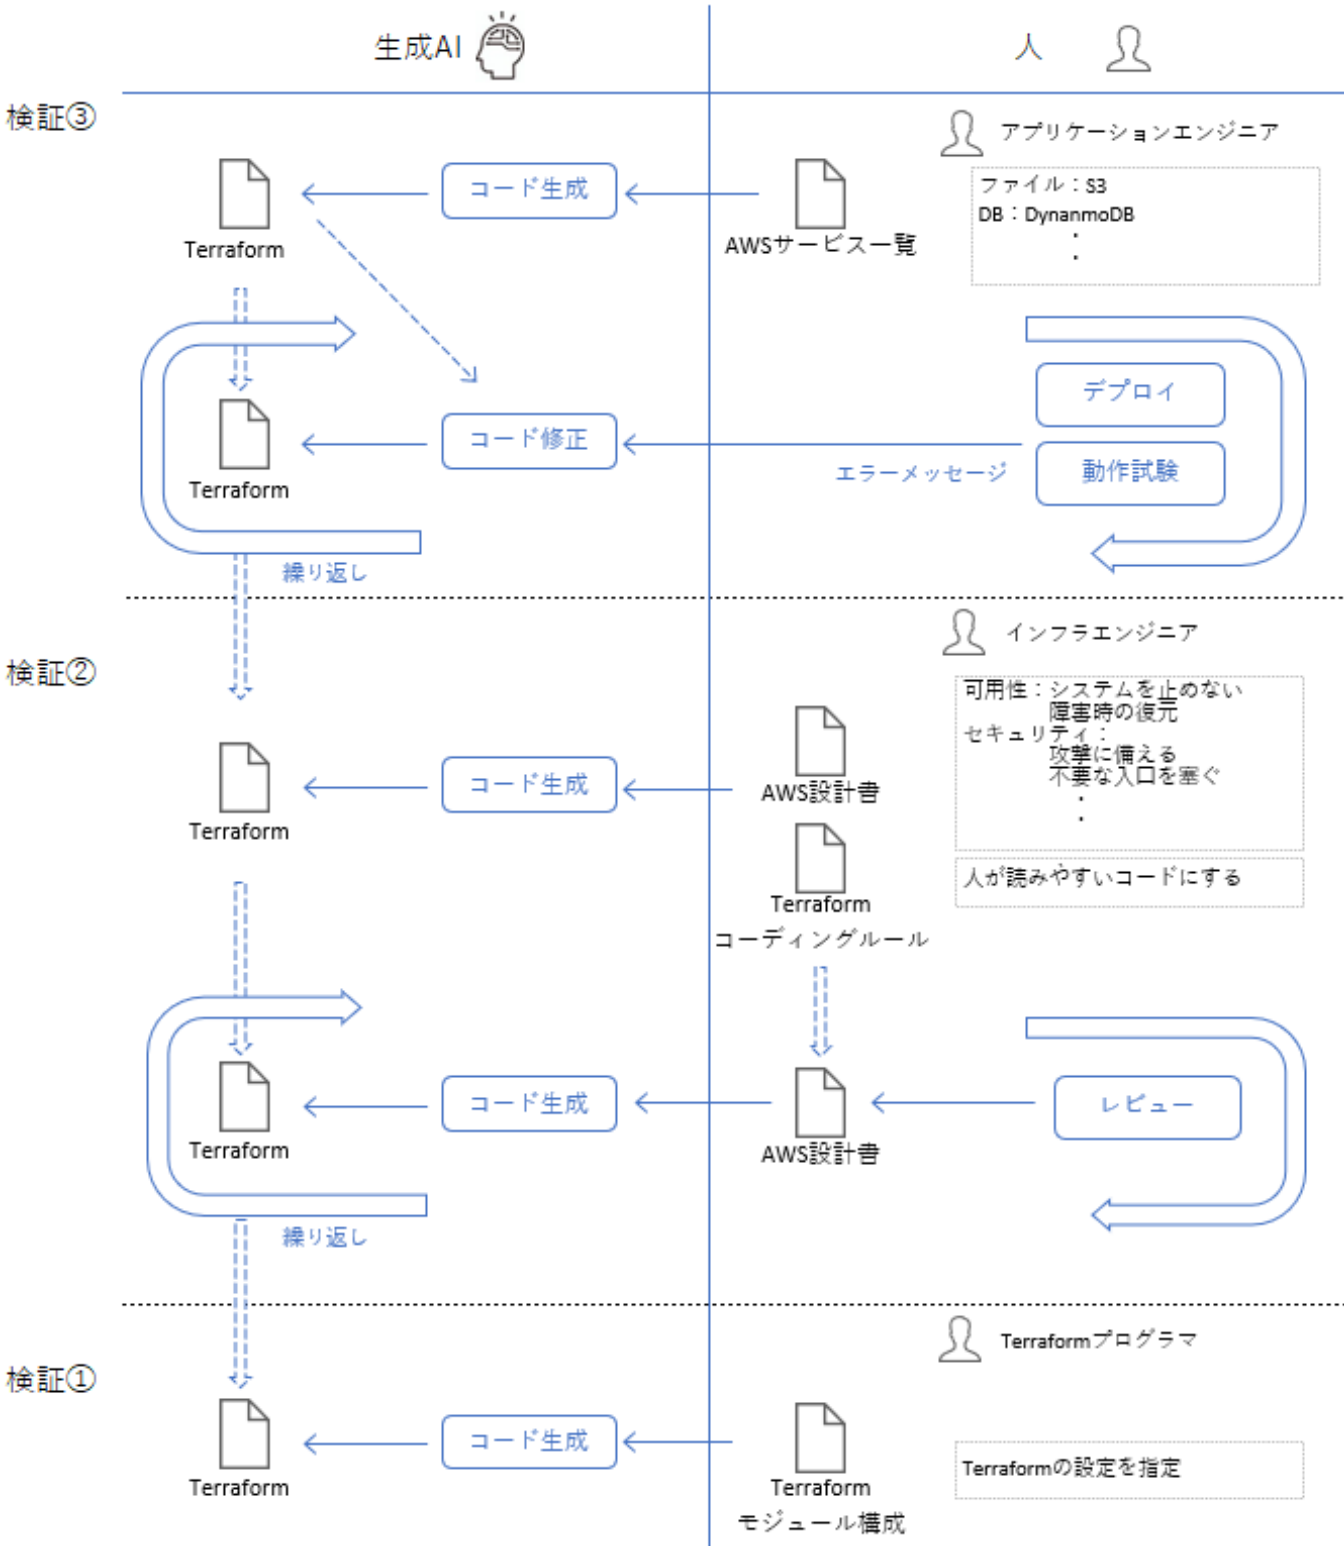 生成AI
人
検証③
アプリケーションエンジニア
ファイル：S3
DB：DynanmoDB
・
・
コード生成
Terraform
AWSサービス一覧
デプロイ
コード修正
エラーメッセージ
動作試験
Terraform
繰り返し
検証②
インフラエンジニア
可用性：システムを止めない
障害時の復元
セキュリティ：
攻撃に備える
不要な入口を塞ぐ
・
・
コード生成
AWS設計書
Terraform
人が読みやすいコードにする
Terraform
コーディングルール
コード生成
レビュー
Terraform
AWS設計書
繰り返し
検証①
Terraformプログラマ
コード生成
Terraformの設定を指定
Terraform
Terraform
モジュール構成